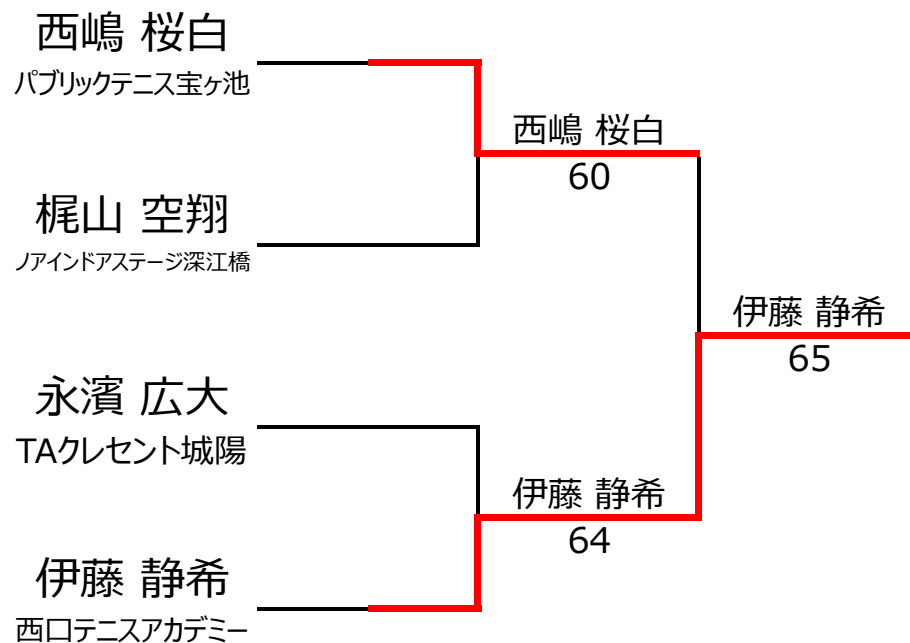 西嶋 桜白
パブリックテニス宝ヶ池
西嶋 桜白
60
梶山 空翔
ノアインドアステージ深江橋
伊藤 静希
65
永濱 広大
TAクレセント城陽
伊藤 静希
64
伊藤 静希
西口テニスアカデミー